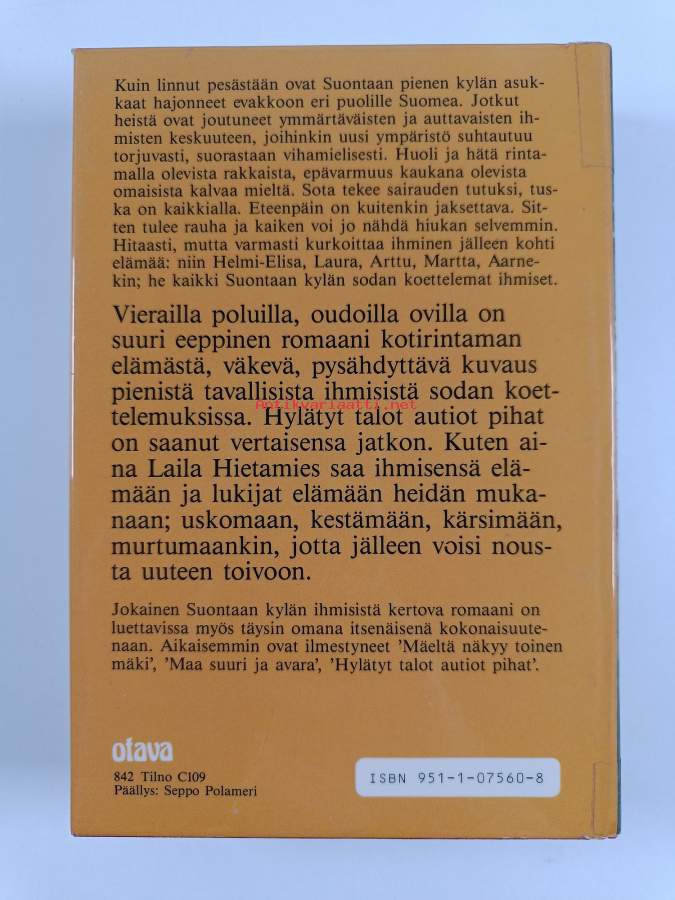 Kuin linnut pesästään ovat Suontaan pienen kylän asuk-
kaat hajonneet evakkoon eri puolille Suomea. Jotkut
heistä ovat joutuneet ymmärtäväisten ja auttavaisten ih-
misten keskuuteen, joihinkin uusi ympäristö suhtautuu
torjuvasti, suorastaan vihamielisesti. Huoli ja hätä rinta-
malla olevista rakkaista, epävarmuus kaukana olevista
omaisista kalvaa mieltä. Sota tekee sairauden tutuksi, tus-
ka on kaikkialla. Eteenpäin on kuitenkin jaksettava. Sit-
ten tulee rauha ja kaiken voi jo nähdä hiukan selvemmin.
Hitaasti, mutta varmasti kurkoittaa ihminen jälleen kohti
elämää: niin Helmi-Elisa, Laura, Arttu, Martta, Aarne-
kin; he kaikki Suontaan kylän sodan koettelemat ihmiset.
Vierailla poluilla, oudoilla ovilla on
suuri eeppinen romaani kotirintaman
elämästä, väkevä, pysähdyttävä kuvaus
pienistä tavallisista ihmisistä sodan koet-
telemuksissa. Hylätyt talot autiot pihat
Antikvariaatti.net
on saanut vertaisensa jatkon. Kuten ai-
na Laila Hietamies saa ihmisensä elä-
mään ja lukijat elämään heidän muka-
naan; uskomaan, kestämään, kärsimään,
murtumaankin, jotta jälleen voisi nous-
ta uuteen toivoon.
Jokainen Suontaan kylän ihmisistä kertova romaani on
luettavissa myös täysin omana itsenäisenä kokonaisuute-
naan. Aikaisemmin ovat ilmestyneet 'Mäeltä näkyy toinen
mäki', 'Maa suuri ja avara', 'Hylätyt talot autiot pihat'.
otava
842 Tilno C109
Päällys: Seppo Polameri
ISBN 951-1-07560-8